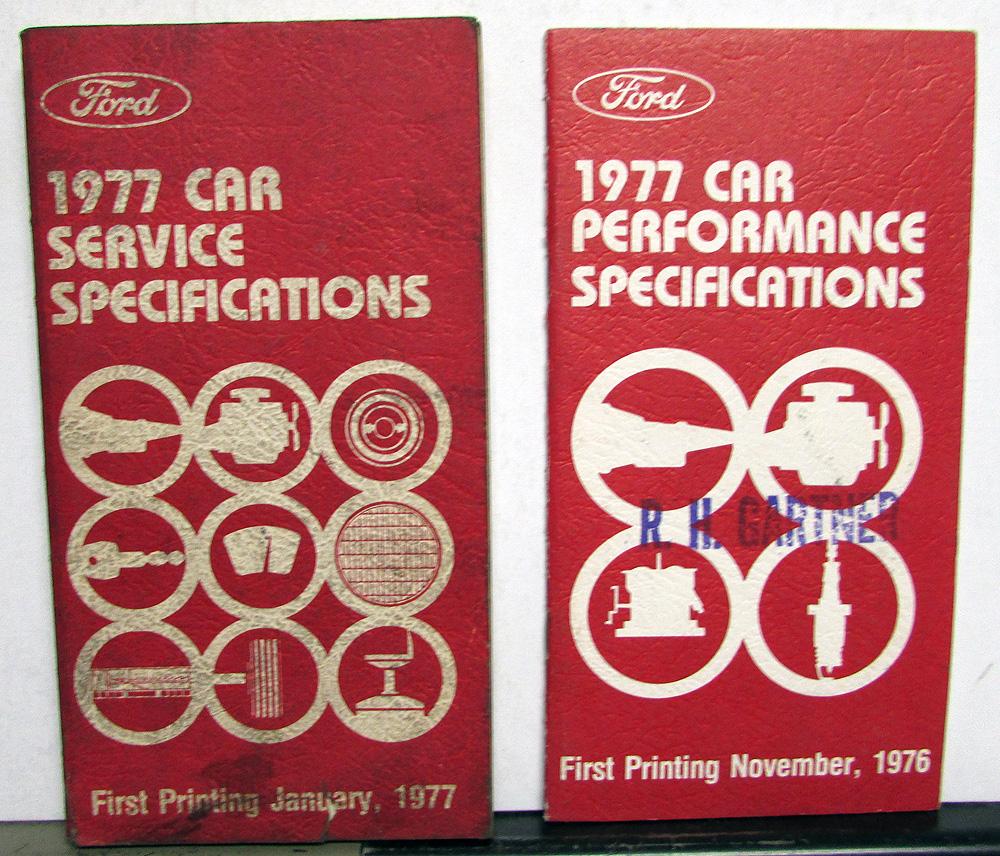 Ford
1977 CAR
SERVICE
SPECIFICATIONS
First Printing January, 1977
Ford
1977 CAR
PERFORMANCE
SPECIFICATIONS
R. H. GARTNER
First Printing November, 1976